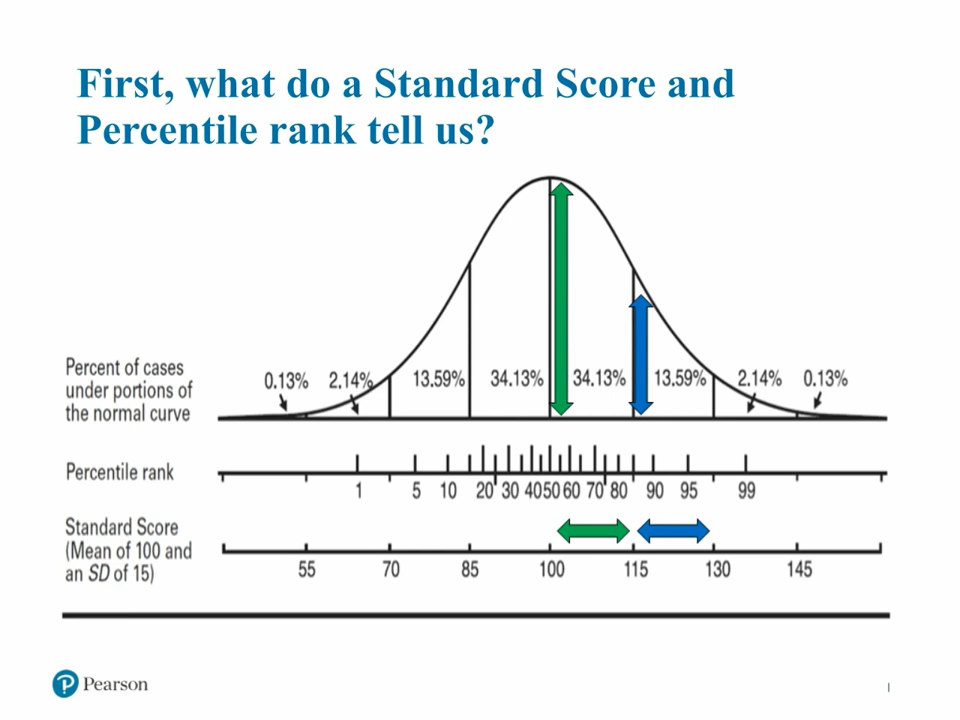 First, what do a Standard Score and
Percentile rank tell us?
Percent of cases
under portions of
the normal curve
0.13% 2.14% 13.59% 34.13% 34.13% 13.59% 2.14% 0.13%
Percentile rank
1 5 10 20 30 40 50 60 70 80 90 95 99
Standard Score
(Mean of 100 and
an SD of 15)
55 70 85 100 115 130 145
P Pearson